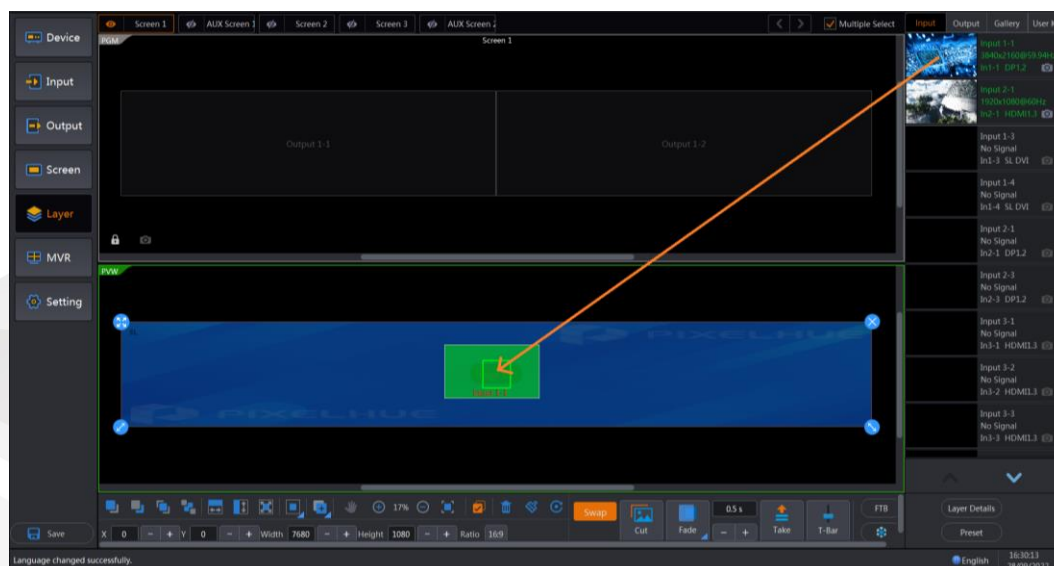 Device
Input
Output
Screen
Layer
MVR
Setting
Save
Screen 1
AUX Screen 1
Screen 2
Screen 3
AUX Screen
Multiple Select
PGM
Screen 1
Output 1-1
Output 1-2
PVW
PIXELHUE
PIXELHUE
17%
Swap
Cut
Fade
0.5 s
Take
T-Bar
FTB
X 0 - + Y 0 - + Width 7680 - + Height 1080 - + Ratio 16:9
- +
Input
Output
Gallery
User
Input 1-1
3840x2160@59.94H
In1-1 DP1.2
Input 2-1
1920x1080@60Hz
In2-1 HDMI1.3
Input 1-3
No Signal
In1-3 SL DVI
Input 1-4
No Signal
In1-4 SL DVI
Input 2-1
No Signal
In2-1 DP1.2
Input 2-3
No Signal
In2-3 DP1.2
Input 3-1
No Signal
In3-1 HDMI1.3
Input 3-2
No Signal
In3-2 HDMI1.3
Input 3-3
No Signal
In3-3 HDMI1.3
Layer Details
Preset
Language changed successfully.
English
16:30:13